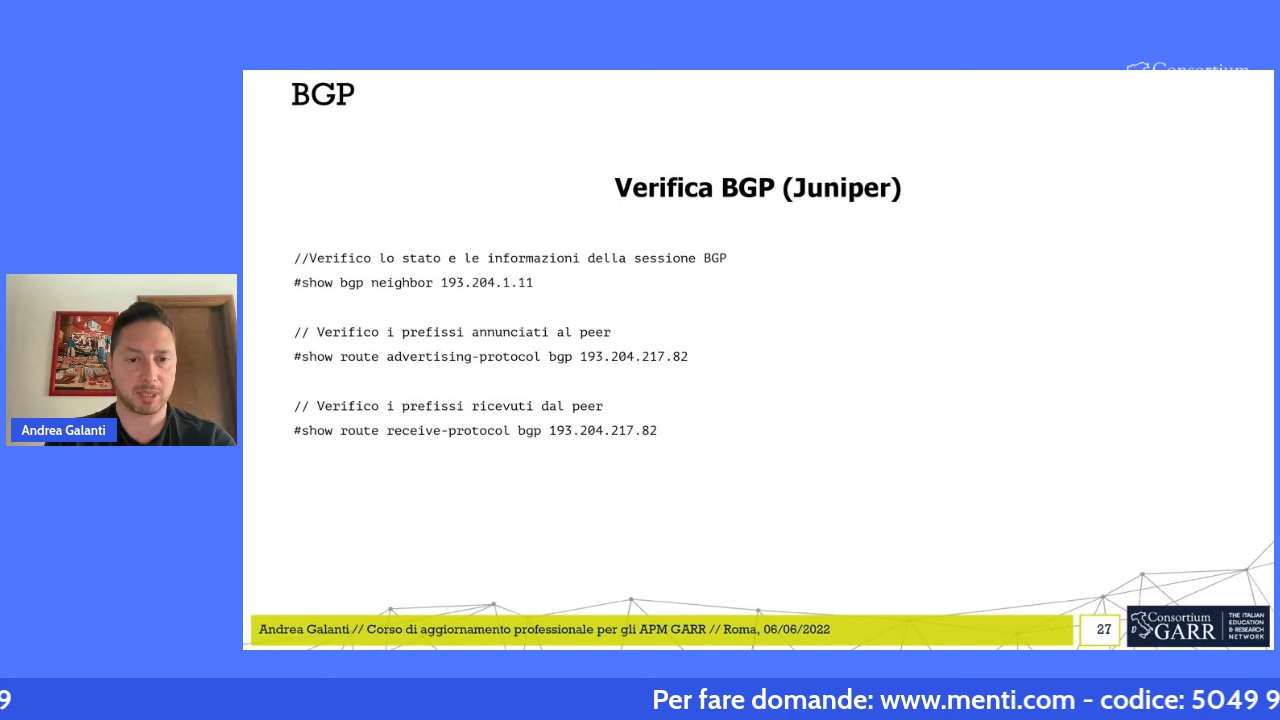 Consortium
BGP
Verifica BGP (Juniper)
//Verifico lo stato e le informazioni della sessione BGP
#show bgp neighbor 193.204.1.11
// Verifico i prefissi annunciati al peer
#show route advertising-protocol bgp 193.204.217.82
// Verifico i prefissi ricevuti dal peer
#show route receive-protocol bgp 193.204.217.82
Andrea Galanti
Andrea Galanti // Corso di aggiornamento professionale per gli APM GARR // Roma, 06/06/2022
27
Consortium
GARR
THE ITALIAN
EDUCATION
& RESEARCH
NETWORK
9
Per fare domande: www.menti.com - codice: 5049 9